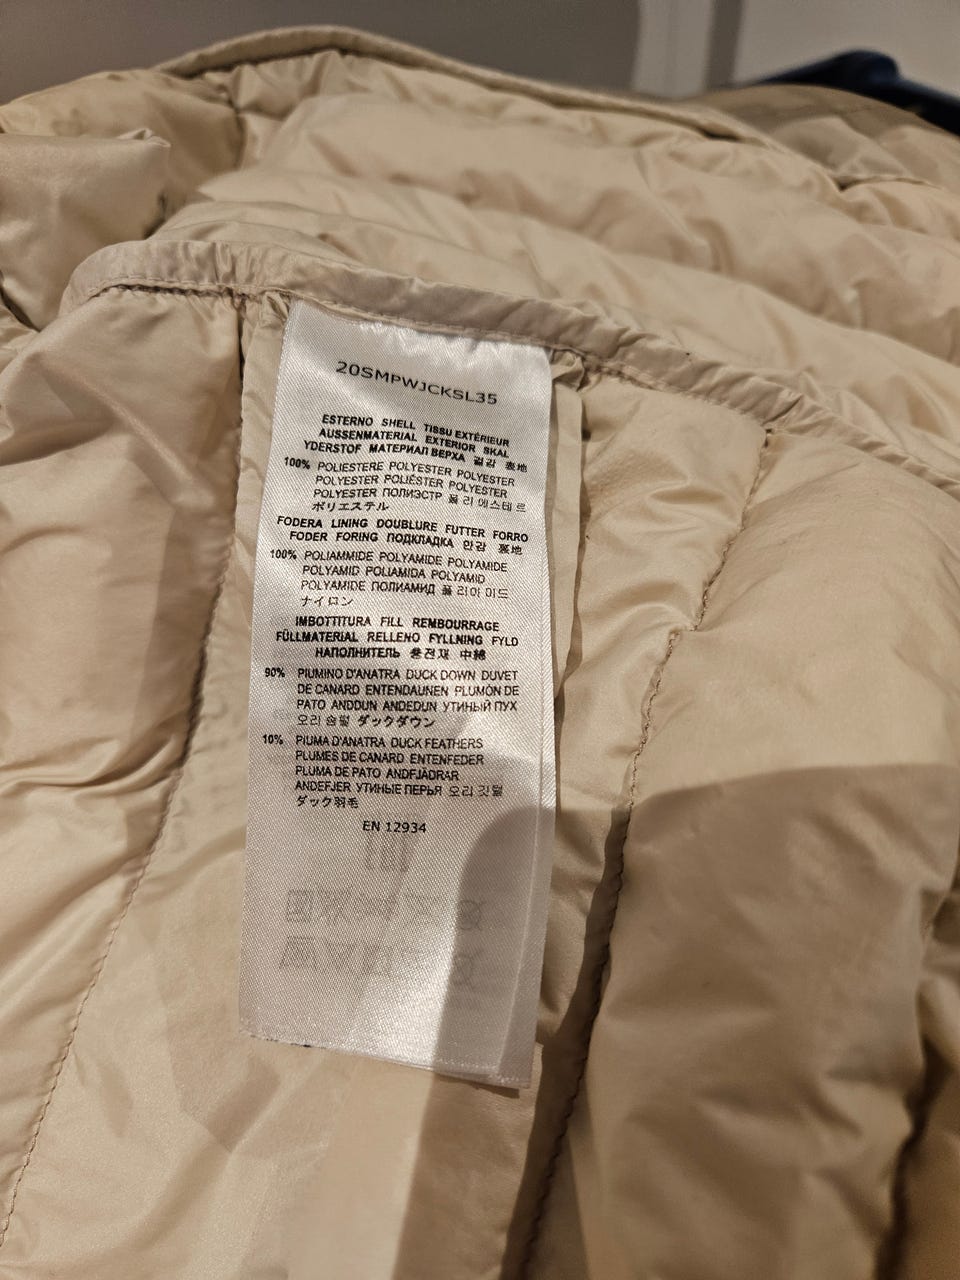 20SMPWJCKSL35
ESTERNO SHELL TISSU EXTÉRIEUR
AUSSENMATERIAL EXTERIOR SKAL
YDERSTOF МАТЕРИАЛ ВЕРХА 겉감 表地
100% POLIESTERE POLYESTER POLYESTER
POLYESTER POLIÉSTER POLYESTER
POLYESTER ПОЛИЭСТР 폴리에스테르
ポリエステル
FODERA LINING DOUBLURE FUTTER FORRO
FODER FORING ПОДКЛАДКА 안감 裏地
100% POLIAMMIDE POLYAMIDE POLYAMIDE
POLYAMID POLIAMIDA POLYAMID
POLYAMIDE ПОЛИАМИД 폴리아미드
ナイロン
IMBOTTITURA FILL REMBOURRAGE
FÜLLMATERIAL RELLENO FYLLNING FYLD
НАПОЛНИТЕЛЬ 충전재 中綿
90% PIUMINO D'ANATRA DUCK DOWN DUVET
DE CANARD ENTENDAUNEN PLUMÓN DE
PATO ANDDUN ANDEDUN УТИНЫЙ ПУХ
오리 솜털 ダックダウン
10% PIUMA D'ANATRA DUCK FEATHERS
PLUMES DE CANARD ENTENFEDER
PLUMA DE PATO ANDFJÄDRAR
ANDEFJER УТИНЫЕ ПЕРЬЯ 오리 깃털
ダック羽毛
EN 12934